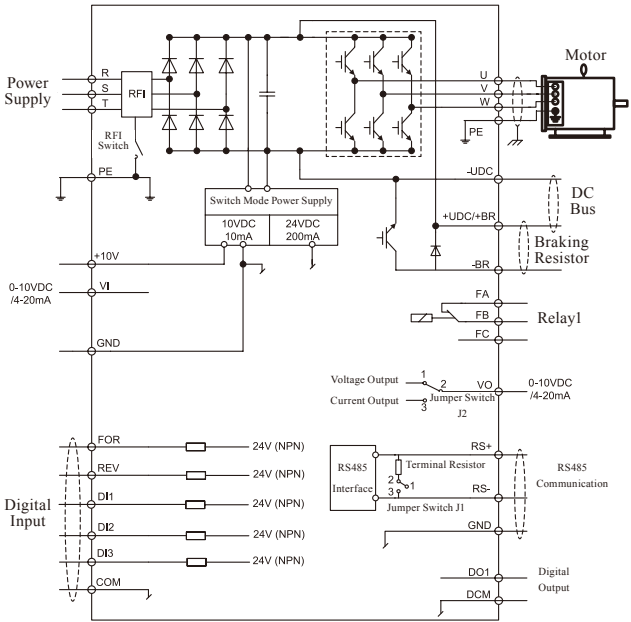 Power
Supply
R
S
T
RFI
RFI
Switch
PE
U
V
W
PE
Motor
-UDC
DC
Bus
+UDC/+BR
Braking
Resistor
-BR
Switch Mode Power Supply
10VDC
10mA
24VDC
200mA
+10V
0-10VDC
/4-20mA
VI
GND
FA
FB
FC
Relay1
Voltage Output
Current Output
1
2
3
Jumper Switch
J2
VO
0-10VDC
/4-20mA
Digital
Input
FOR
24V (NPN)
REV
24V (NPN)
DI1
24V (NPN)
DI2
24V (NPN)
DI3
24V (NPN)
COM
RS485
Interface
Terminal Resistor
2
1
3
Jumper Switch J1
RS+
RS-
GND
RS485
Communication
DO1
DCM
Digital
Output